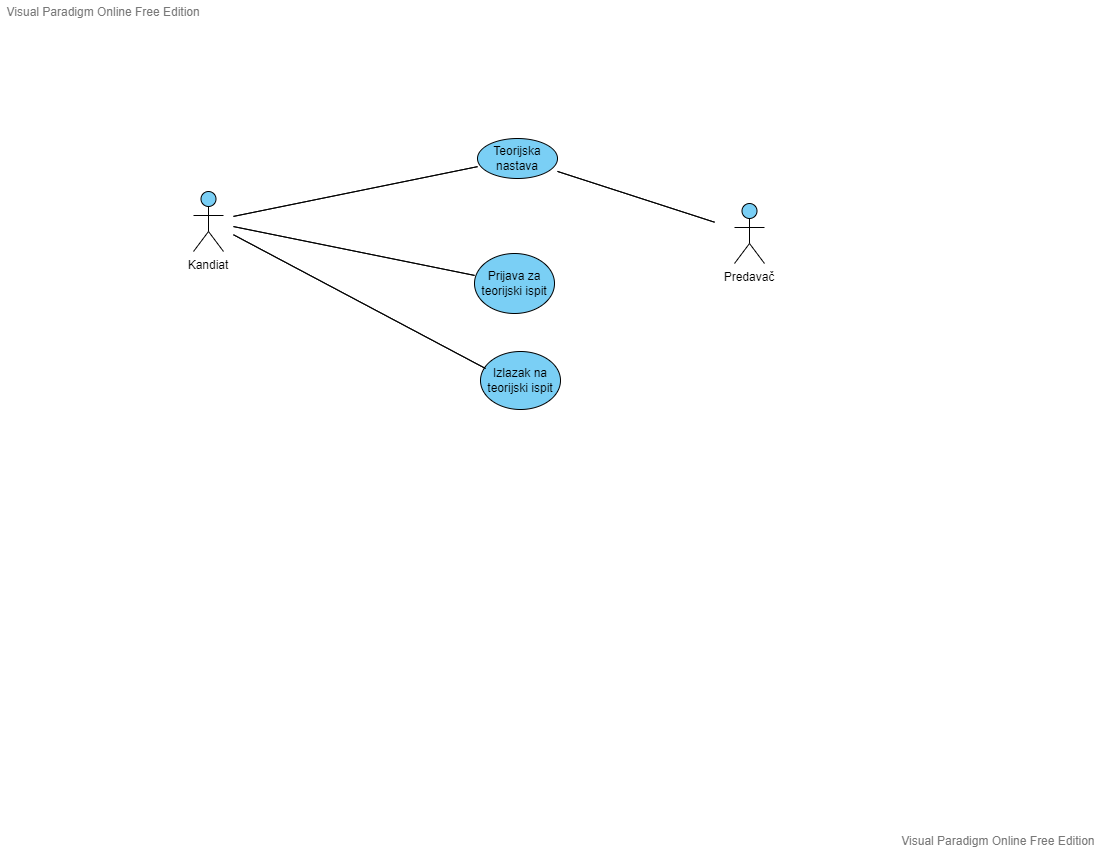 Visual Paradigm Online Free Edition
Teorijska
nastava
Kandiat
Predavač
Prijava za
teorijski ispit
Izlazak na
teorijski ispit
Visual Paradigm Online Free Edition